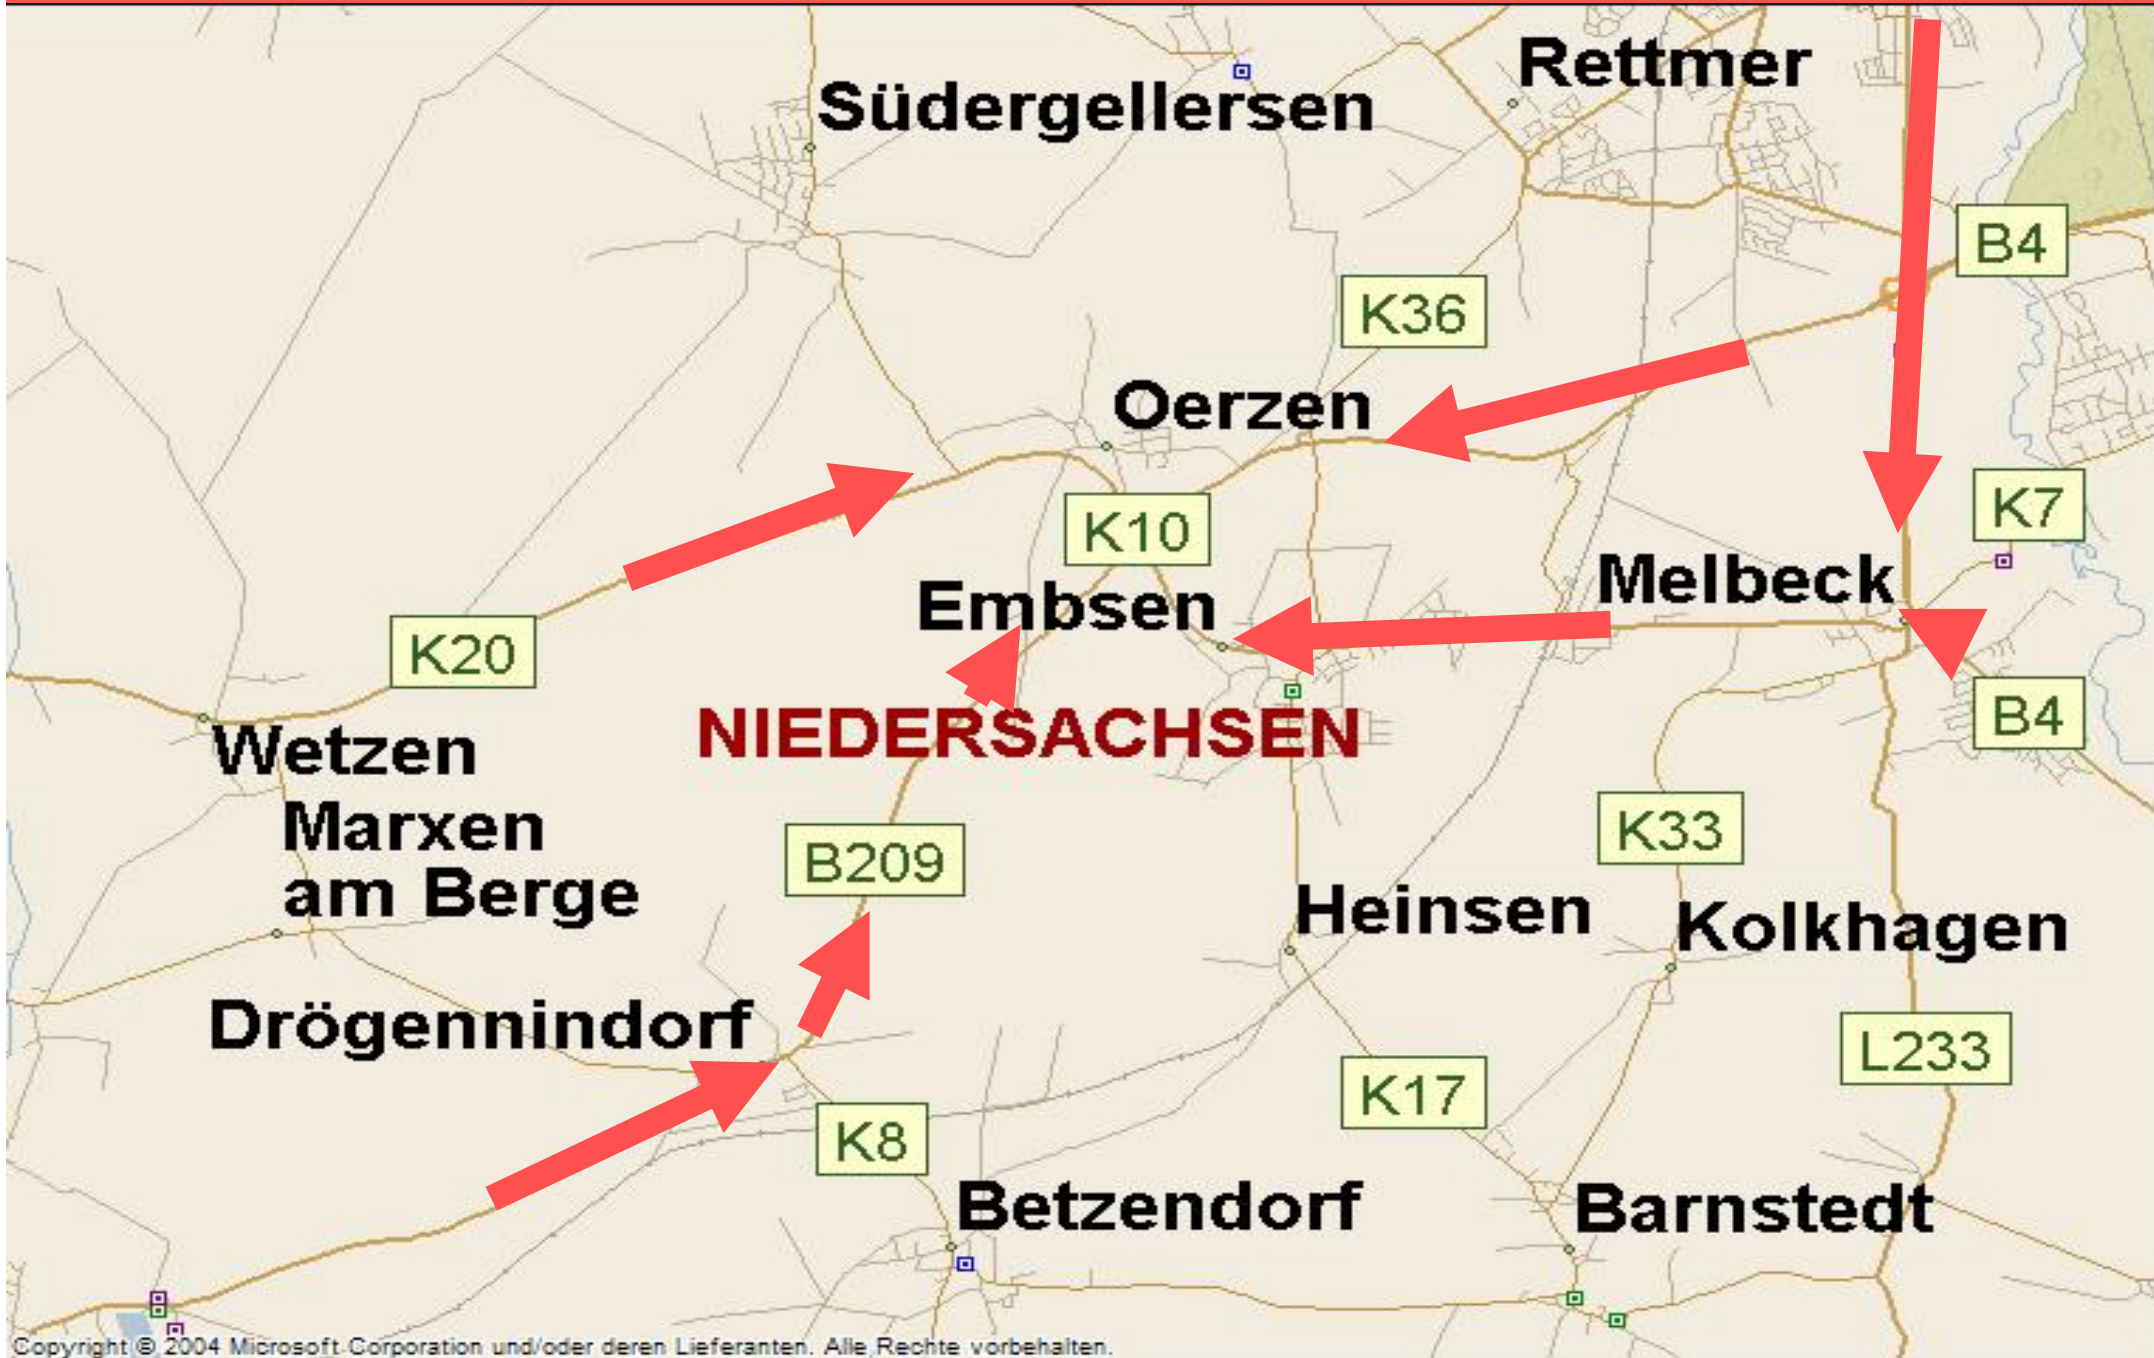 Rettmer
Südergellersen
B4
K36
Oerzen
K7
K10
Melbeck
Embsen
K20
B4
NIEDERSACHSEN
Wetzen
Marxen
am Berge
K33
B209
Heinsen
Kolkhagen
Drögennindorf
L233
K17
K8
Betzendorf
Barnstedt
Copyright © 2004 Microsoft Corporation und/oder deren Lieferanten. Alle Rechte vorbehalten.